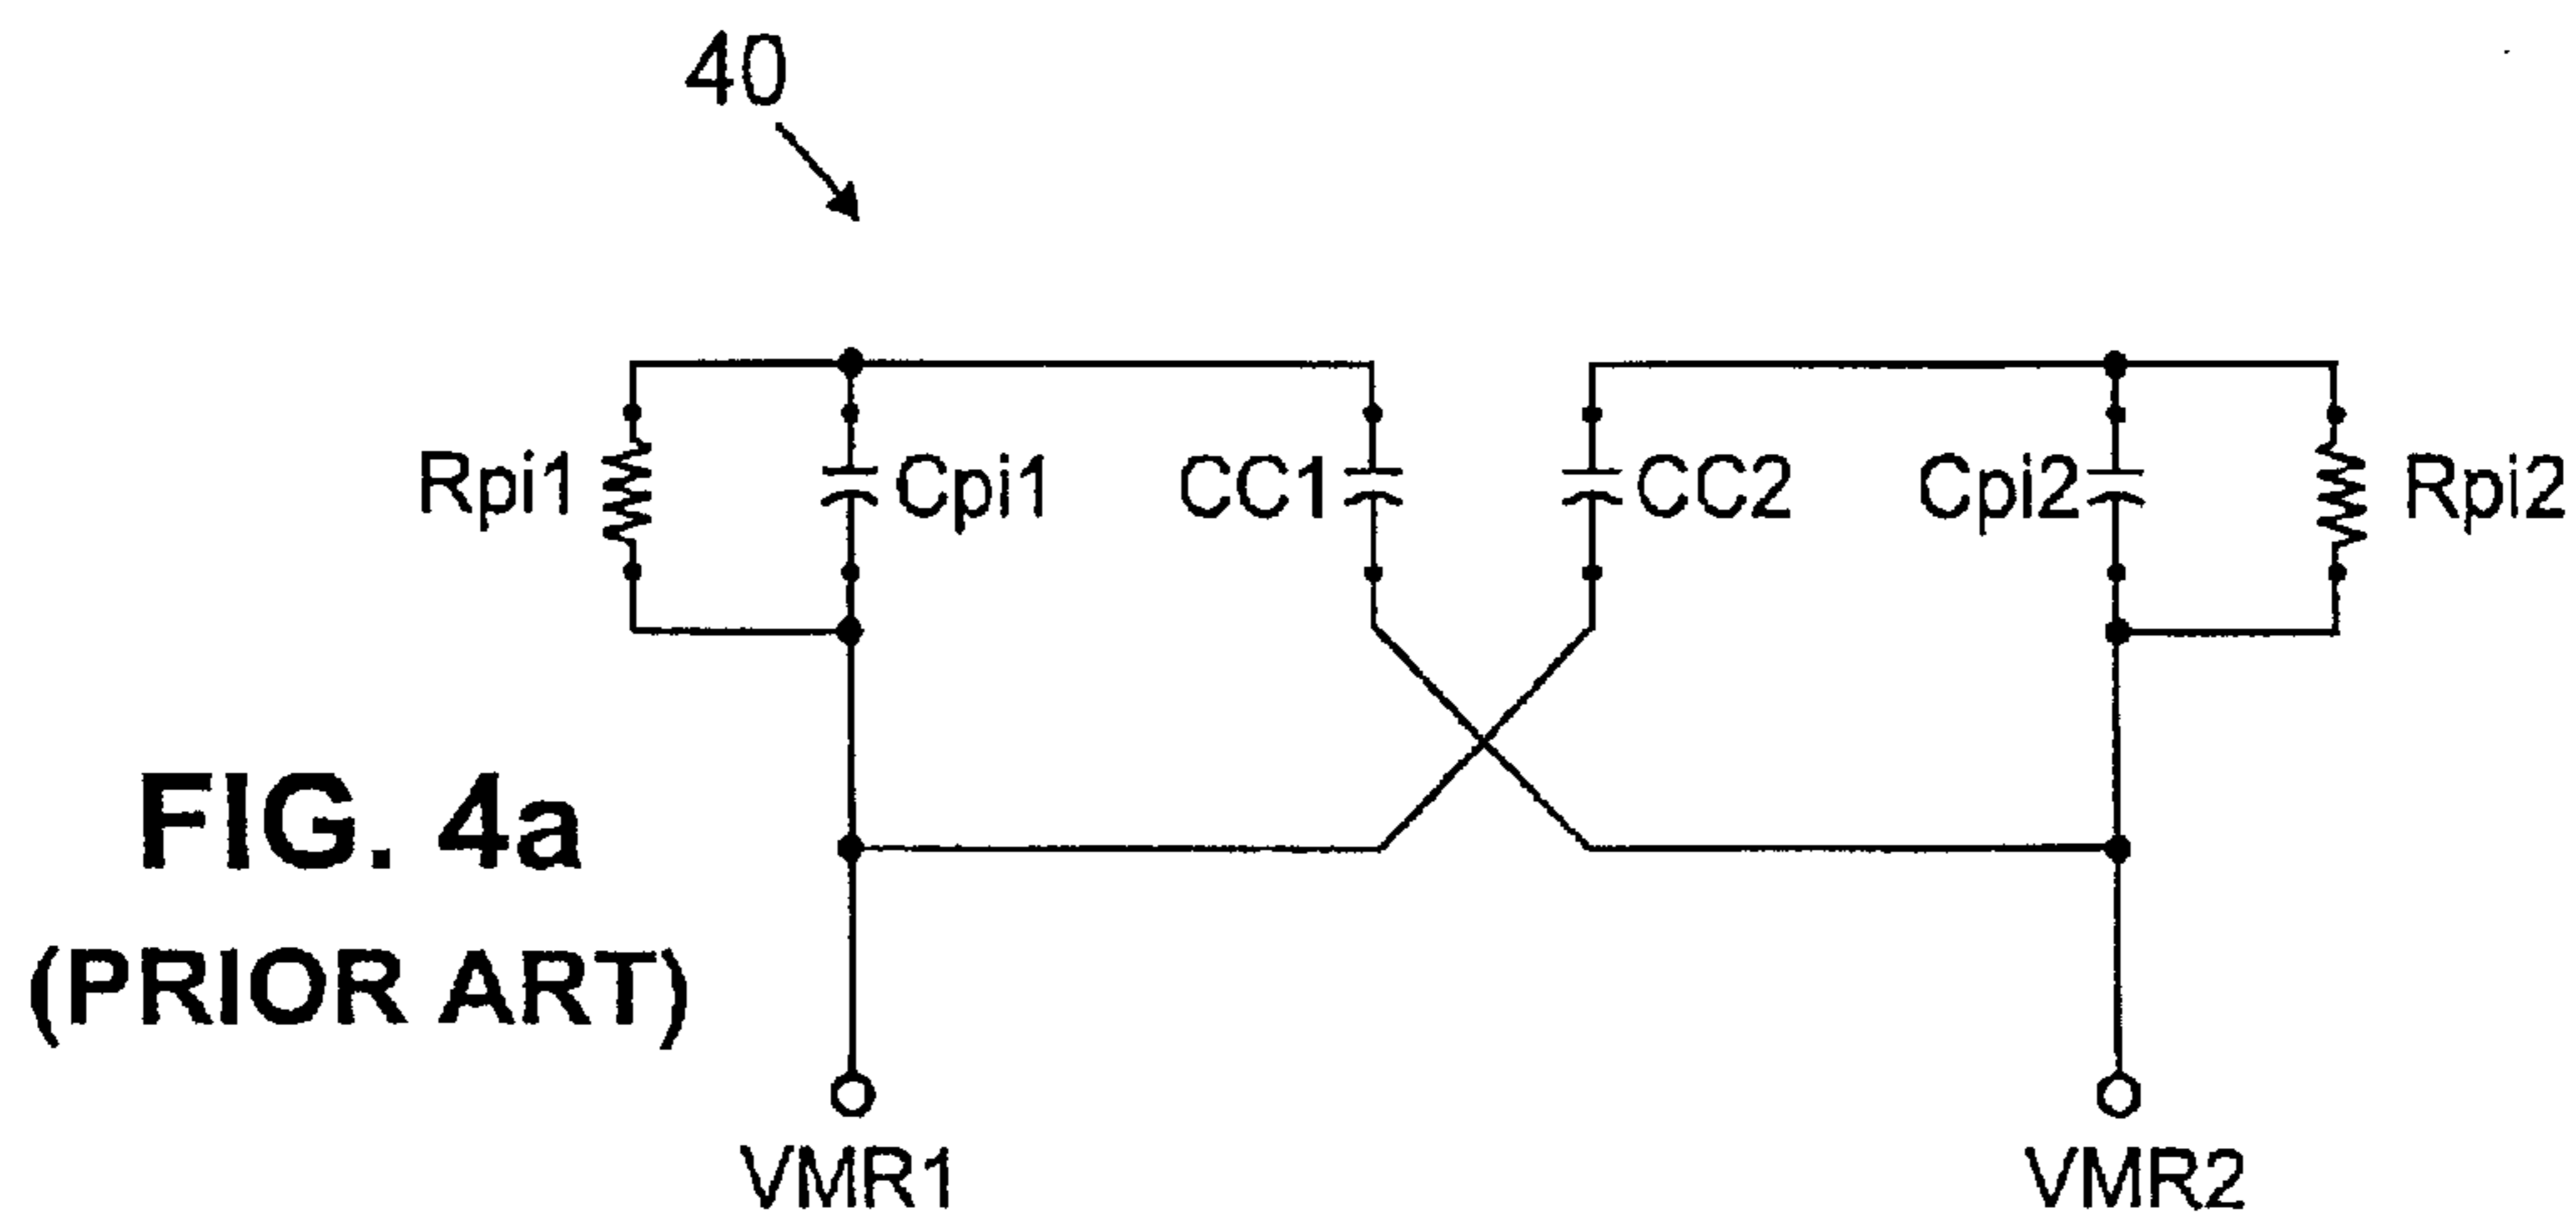 40
Rpi1 Cpi1 CC1 CC2 Cpi2 Rpi2
FIG. 4a
(PRIOR ART)
VMR1 VMR2